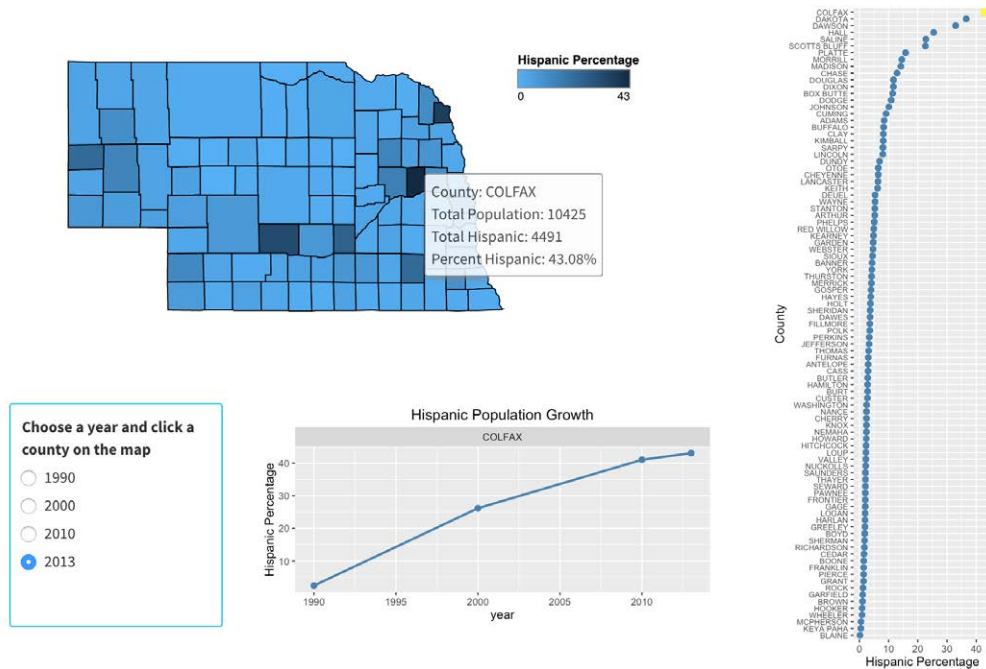 Hispanic Percentage
0 43
County: COLFAX
Total Population: 10425
Total Hispanic: 4491
Percent Hispanic: 43.08%
Choose a year and click a
county on the map
1990
2000
2010
2013
Hispanic Population Growth
COLFAX
Hispanic Percentage
40
30
20
10
1990 1995 2000 2005 2010
year
County
COLFAX
DAKOTA
DAWSON
HALL
SALINE
SCOTTS BLUFF
PLATTE
MORRILL
MADISON
CHASE
DOUGLAS
DIXON
BOX BUTTE
DODGE
JOHNSON
CUMING
ADAMS
BUFFALO
CLAY
KIMBALL
SARPY
LINCOLN
DUNDY
OTOE
CHEYENNE
LANCASTER
KEITH
DEUEL
WAYNE
STANTON
ARTHUR
PHELPS
RED WILLOW
KEARNEY
GARDEN
WEBSTER
SIOUX
BANNER
YORK
THURSTON
MERRICK
GOSPER
HAYES
HOLT
SHERIDAN
DAWES
FILLMORE
POLK
PERKINS
JEFFERSON
THOMAS
FURNAS
ANTELOPE
CASS
BUTLER
HAMILTON
BURT
CUSTER
WASHINGTON
NANCE
CHERRY
KNOX
NEMAHA
HOWARD
HITCHCOCK
LOUP
VALLEY
NUCKOLLS
SAUNDERS
THAYER
SEWARD
PAWNEE
FRONTIER
GAGE
LOGAN
HARLAN
GREELEY
BOYD
SHERMAN
RICHARDSON
CEDAR
BOONE
FRANKLIN
PIERCE
GRANT
ROCK
GARFIELD
BROWN
HOOKER
WHEELER
MCPHERSON
KEYA PAHA
BLAINE
0 10 20 30 40
Hispanic Percentage